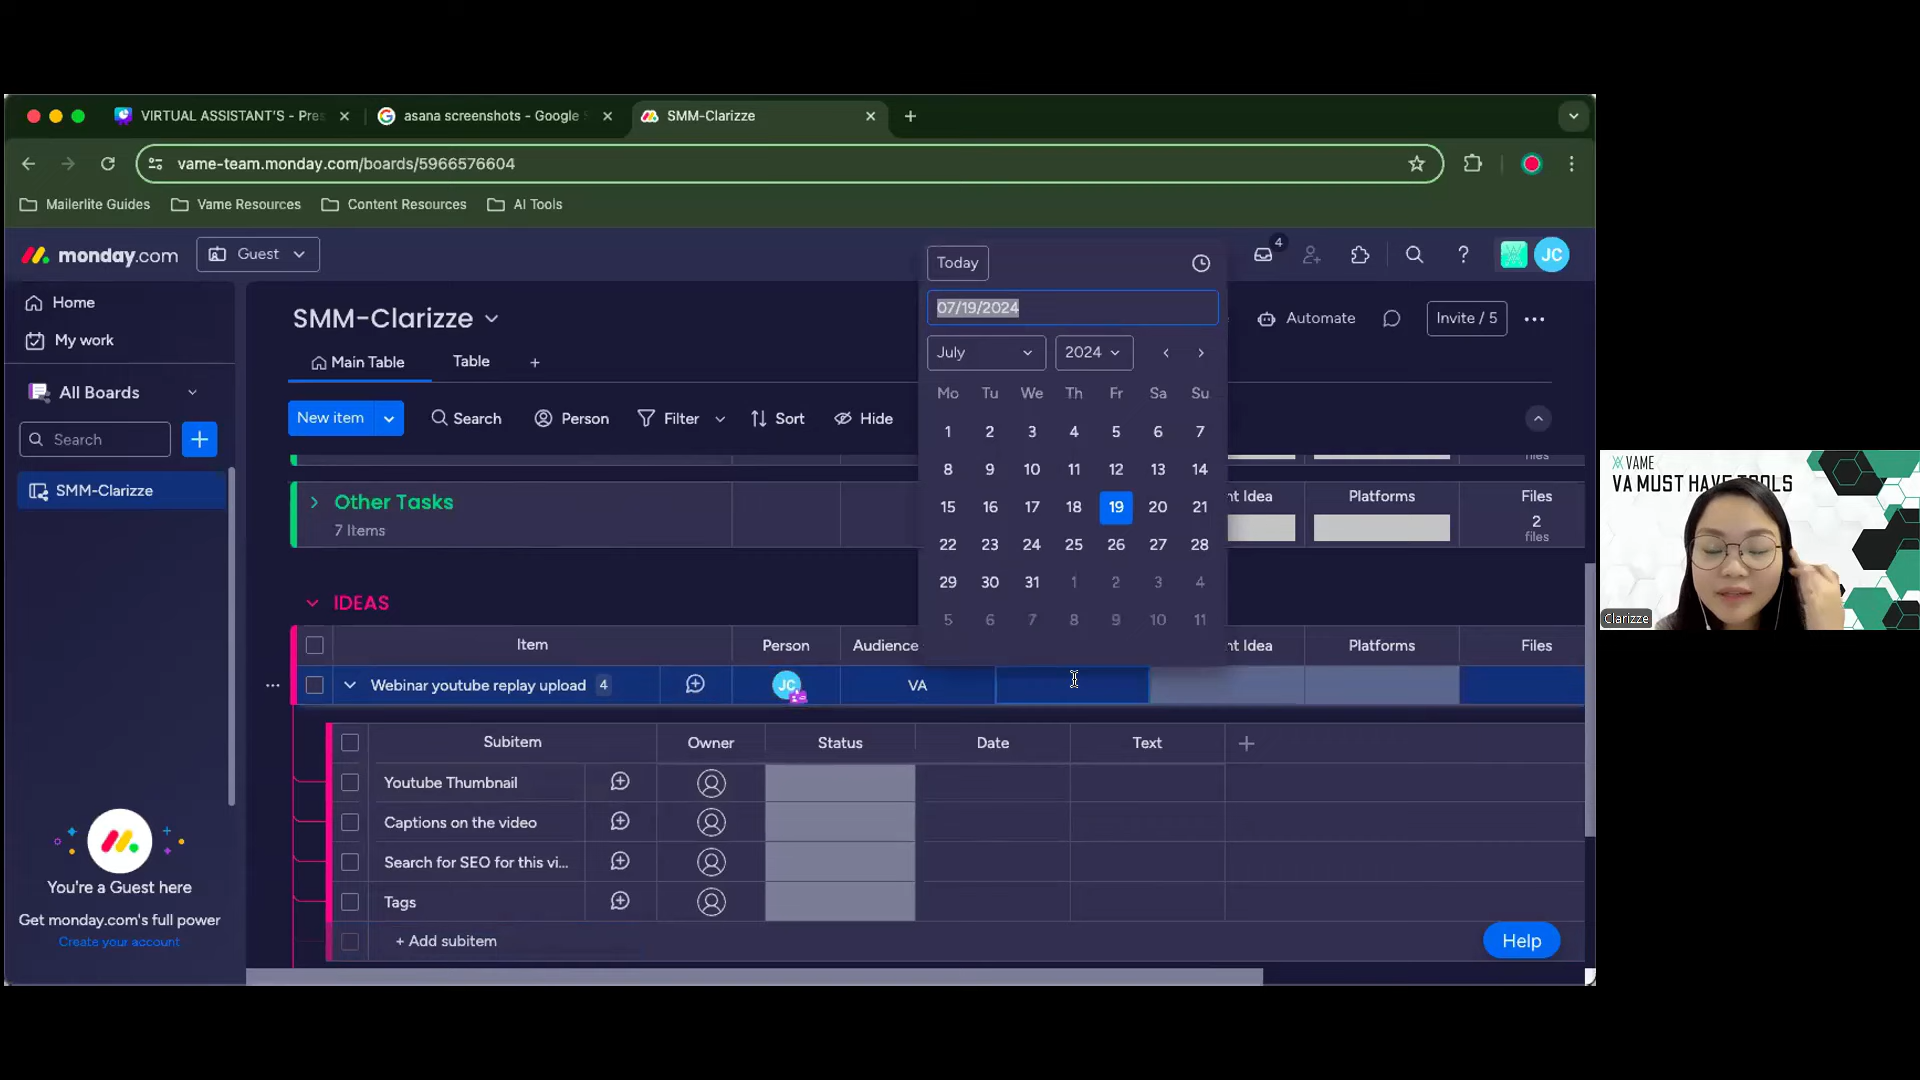 VIRTUAL ASSISTANT'S - Pres
asana screenshots - Google S
SMM-Clarizze
vame-team.monday.com/boards/5966576604
Mailerlite Guides
Vame Resources
Content Resources
AI Tools
monday.com
Guest
4
JC
Home
My work
All Boards
Search
SMM-Clarizze
You're a Guest here
Get monday.com's full power
Create your account
SMM-Clarizze
Automate
Invite / 5
Main Table
Table
New item
Search
Person
Filter
Sort
Hide
Today
07/19/2024
July
2024
Mo Tu We Th Fr Sa Su
1 2 3 4 5 6 7
8 9 10 11 12 13 14
15 16 17 18 19 20 21
22 23 24 25 26 27 28
29 30 31 1 2 3 4
5 6 7 8 9 10 11
files
Other Tasks
7 Items
nt Idea
Platforms
Files
2
files
IDEAS
Item Person Audience nt Idea Platforms Files
Webinar youtube replay upload 4 JC VA
Subitem Owner Status Date Text
Youtube Thumbnail
Captions on the video
Search for SEO for this vi...
Tags
+ Add subitem
Help
VAME
VA MUST HAVE TOOLS
Clarizze